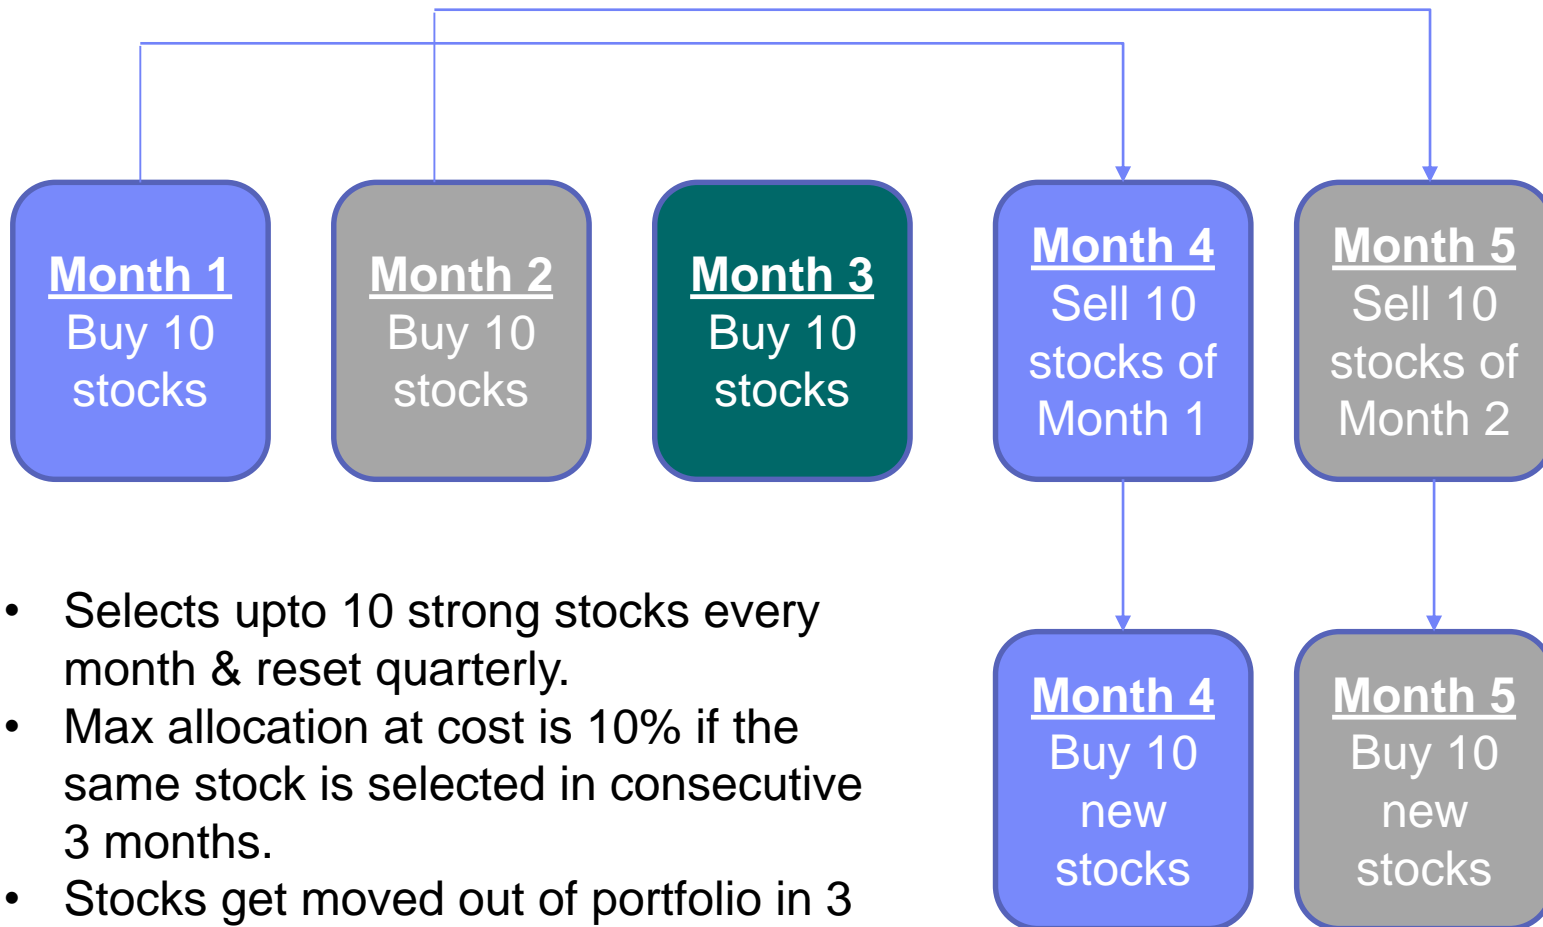 Month 1
Buy 10
stocks
Month 2
Buy 10
stocks
Month 3
Buy 10
stocks
Month 4
Sell 10
stocks of
Month 1
Month 5
Sell 10
stocks of
Month 2
• Selects upto 10 strong stocks every
month & reset quarterly.
• Max allocation at cost is 10% if the
same stock is selected in consecutive
3 months.
• Stocks get moved out of portfolio in 3
Month 4
Buy 10
new
stocks
Month 5
Buy 10
new
stocks